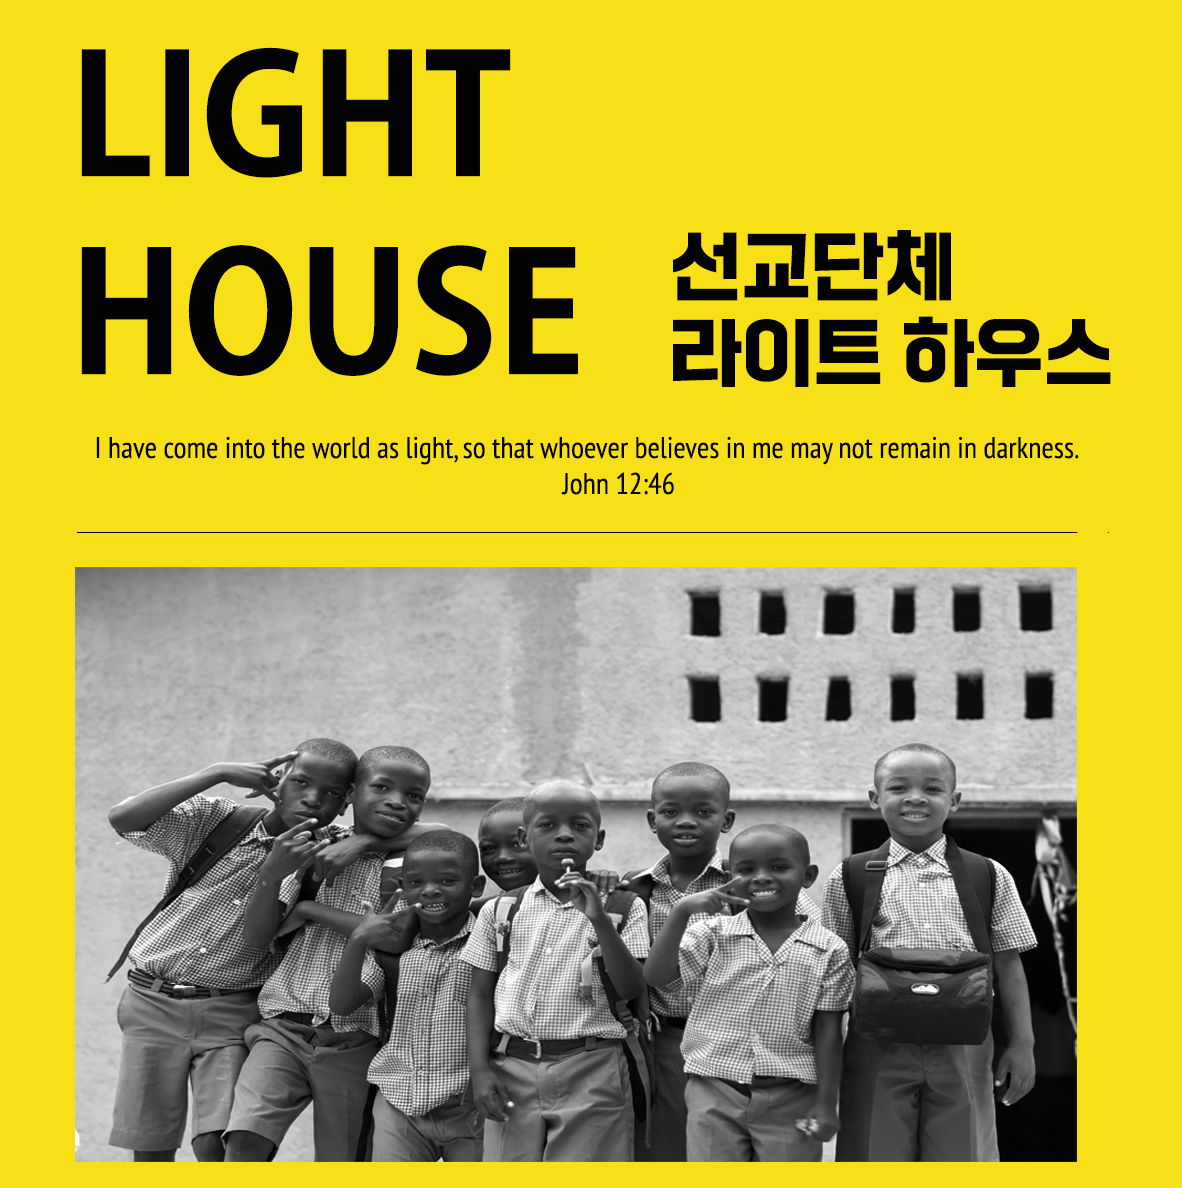 LIGHT
HOUSE
선교단체
라이트 하우스
I have come into the world as light, so that whoever believes in me may not remain in darkness.
John 12:46